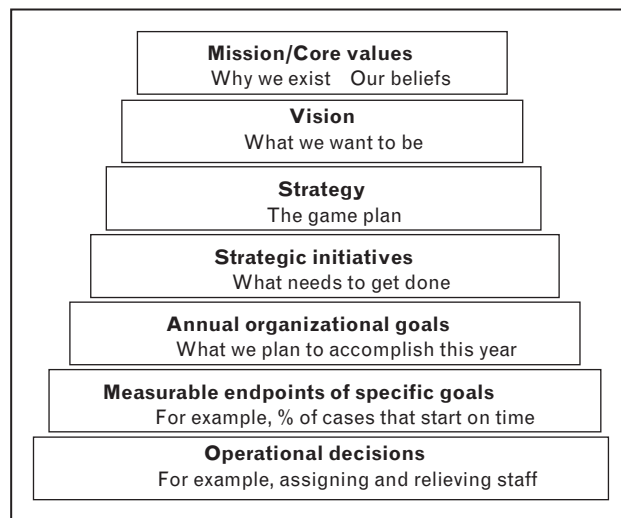 Mission/Core values
Why we exist Our beliefs
Vision
What we want to be
Strategy
The game plan
Strategic initiatives
What needs to get done
Annual organizational goals
What we plan to accomplish this year
Measurable endpoints of specific goals
For example, % of cases that start on time
Operational decisions
For example, assigning and relieving staff